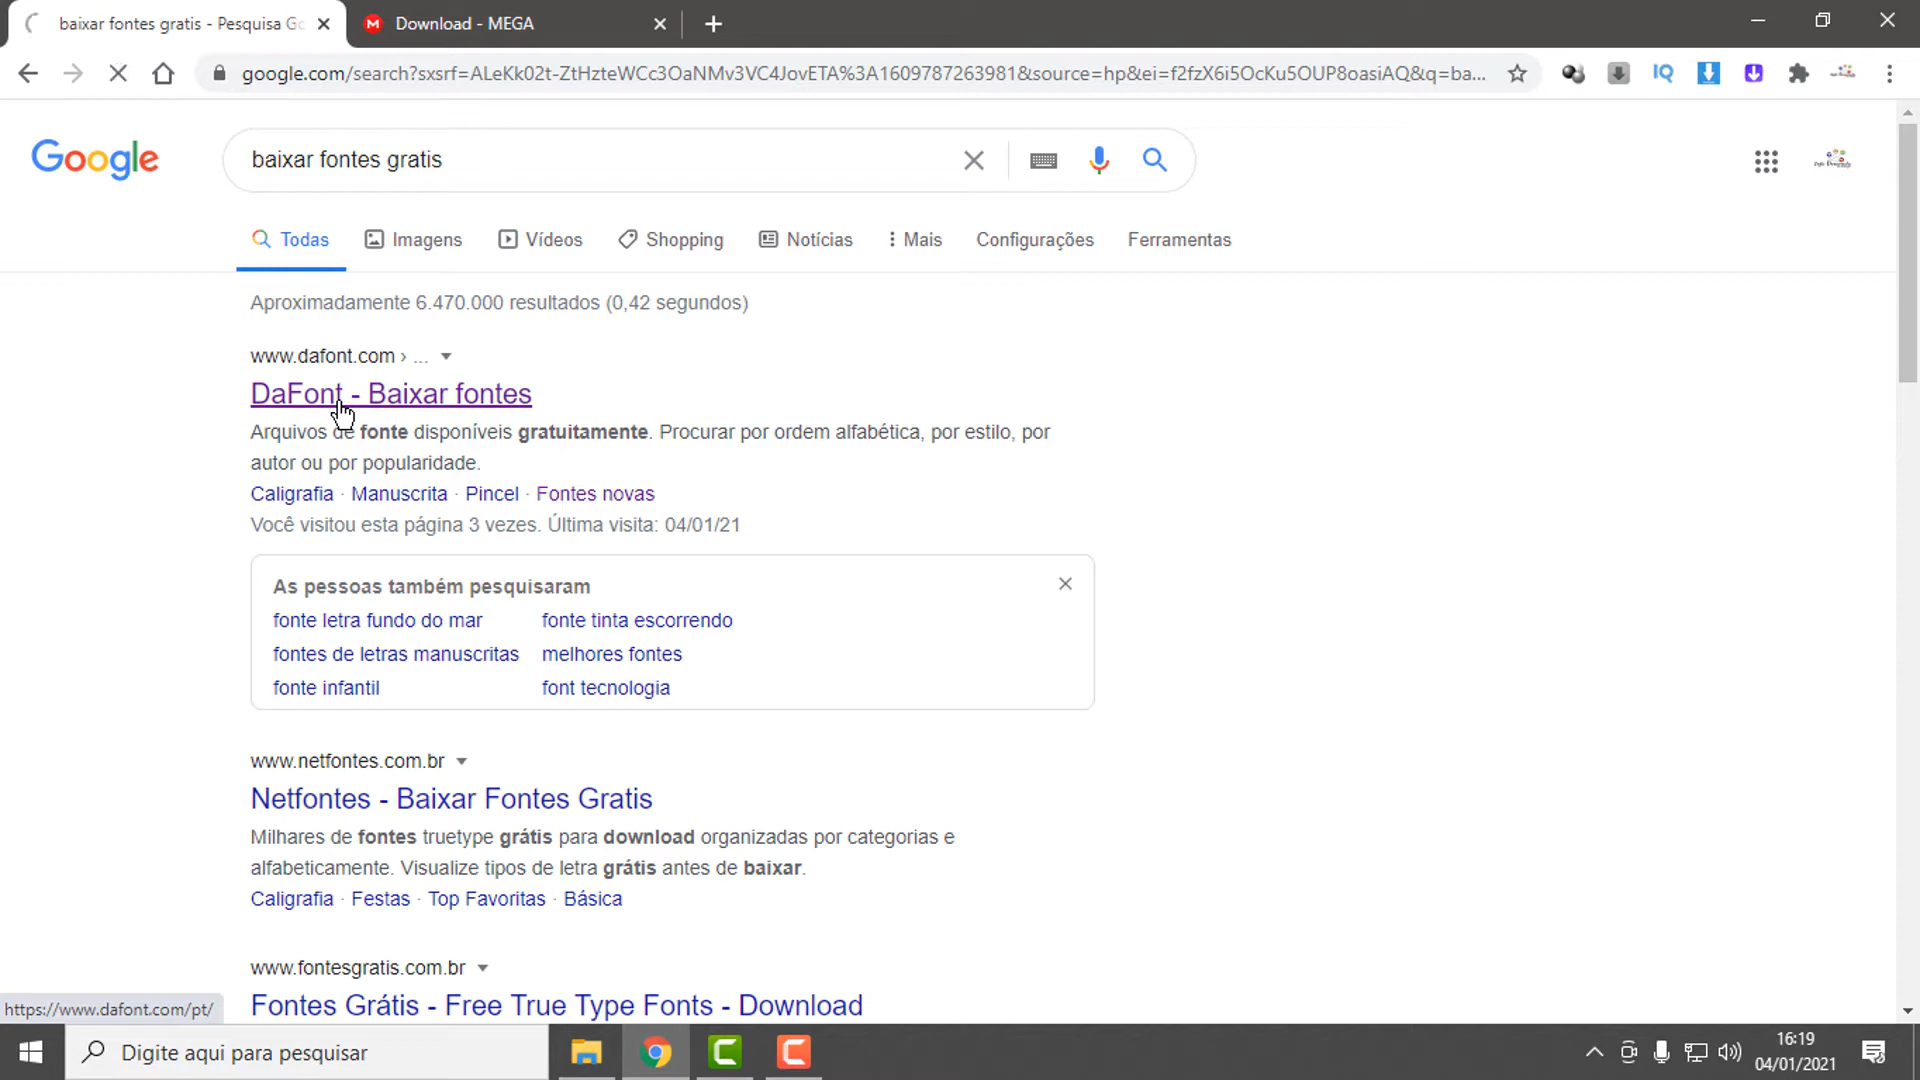 baixar fontes gratis - Pesquisa Go
Download - MEGA
google.com/search?sxsrf=ALeKk02t-ZtHzteWCc3OaNMv3VC4JovETA%3A1609787263981&source=hp&ei=f2fzX6i5OcKu5OUP8oasiAQ&q=ba...
IQ
Google
baixar fontes gratis
Todas
Imagens
Vídeos
Shopping
Notícias
Mais
Configurações
Ferramentas
Aproximadamente 6.470.000 resultados (0,42 segundos)
www.dafont.com › ...
DaFont - Baixar fontes
Arquivos de fonte disponíveis gratuitamente. Procurar por ordem alfabética, por estilo, por
autor ou por popularidade.
Caligrafia · Manuscrita · Pincel · Fontes novas
Você visitou esta página 3 vezes. Última visita: 04/01/21
As pessoas também pesquisaram
fonte letra fundo do mar
fonte tinta escorrendo
fontes de letras manuscritas
melhores fontes
fonte infantil
font tecnologia
www.netfontes.com.br
Netfontes - Baixar Fontes Gratis
Milhares de fontes truetype grátis para download organizadas por categorias e
alfabeticamente. Visualize tipos de letra grátis antes de baixar.
Caligrafia · Festas · Top Favoritas · Básica
www.fontesgratis.com.br
Fontes Grátis - Free True Type Fonts - Download
https://www.dafont.com/pt/
Digite aqui para pesquisar
16:19
04/01/2021